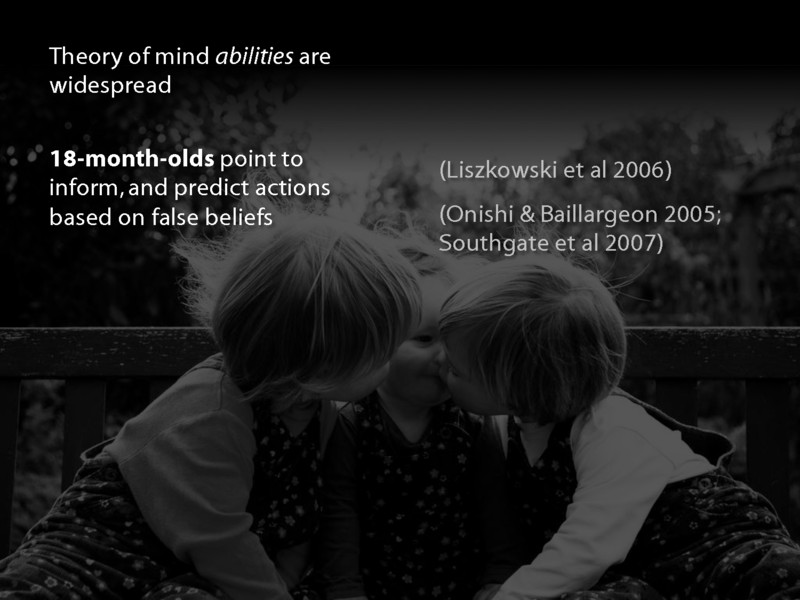 Theory of mind abilities are
widespread
18-month-olds point to
inform, and predict actions
based on false beliefs
(Liszkowski et al 2006)
(Onishi & Baillargeon 2005;
Southgate et al 2007)